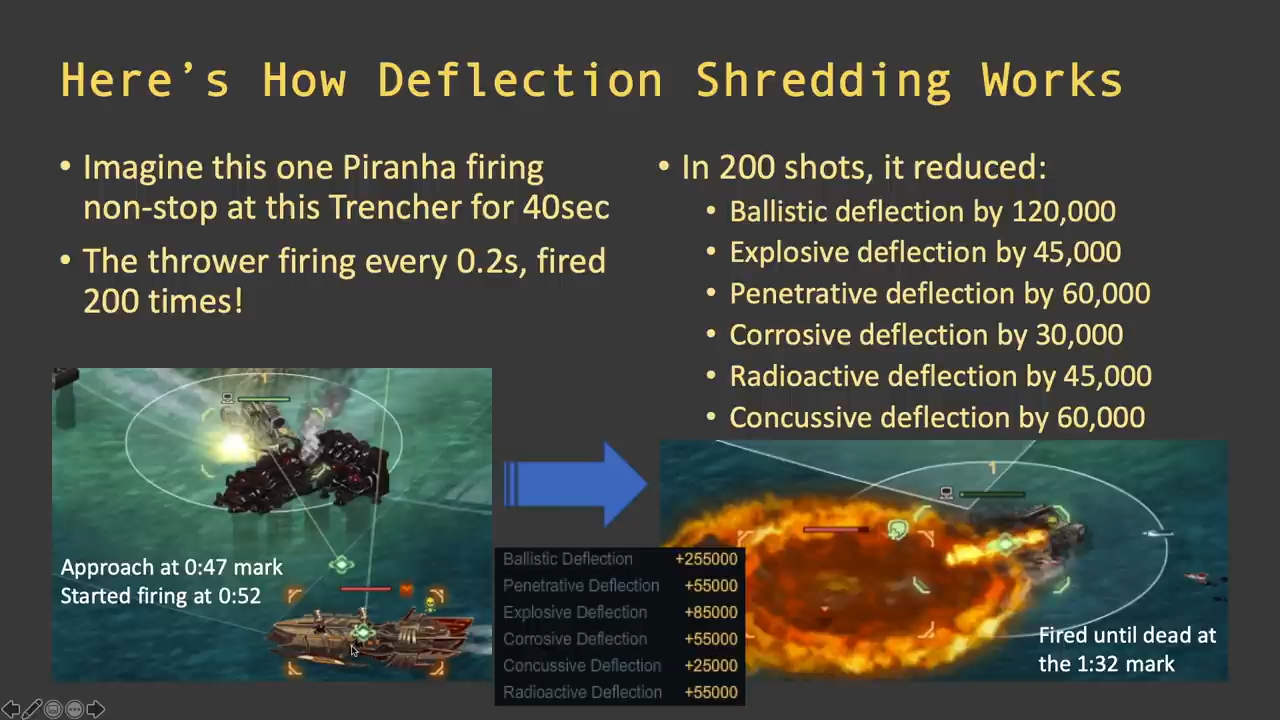 Here's How Deflection Shredding Works
• Imagine this one Piranha firing
non-stop at this Trencher for 40sec
• The thrower firing every 0.2s, fired
200 times!
• In 200 shots, it reduced:
• Ballistic deflection by 120,000
• Explosive deflection by 45,000
• Penetrative deflection by 60,000
• Corrosive deflection by 30,000
• Radioactive deflection by 45,000
• Concussive deflection by 60,000
1
Approach at 0:47 mark
Started firing at 0:52
Ballistic Deflection +255000
Penetrative Deflection +55000
Explosive Deflection +85000
Corrosive Deflection +55000
Concussive Deflection +25000
Radioactive Deflection +55000
1
Fired until dead at
the 1:32 mark